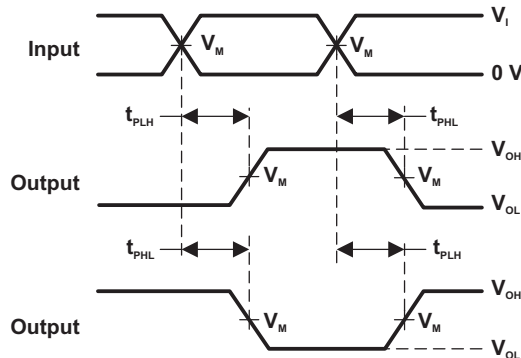 V_I
Input V_M V_M
0 V
t_PLH t_PHL
V_OH
Output V_M V_M
V_OL
t_PHL t_PLH
V_OH
Output V_M V_M
V_OL